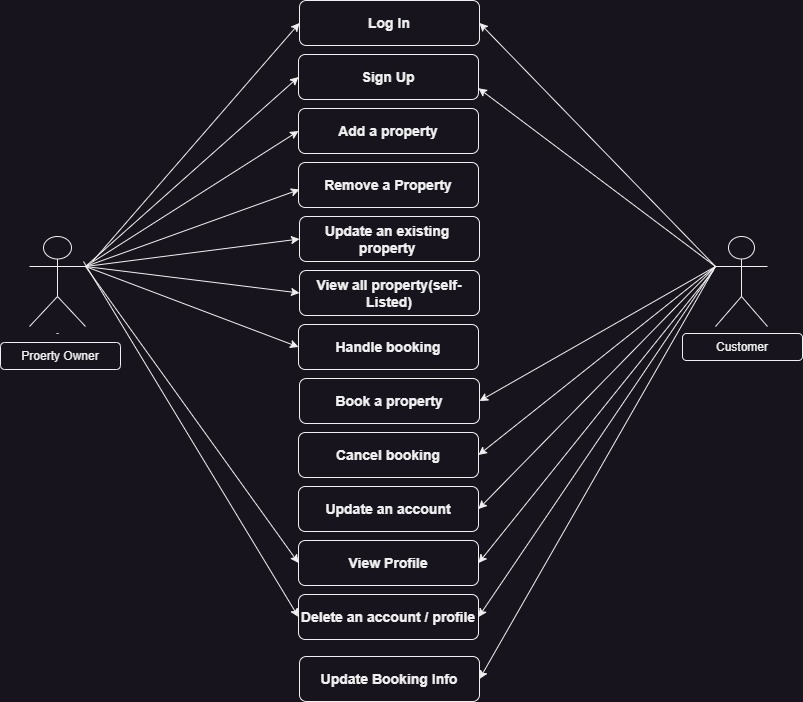 Log In
Sign Up
Add a property
Remove a Property
Update an existing
property
View all property(self-
Listed)
Handle booking
Proerty Owner
Customer
Book a property
Cancel booking
Update an account
View Profile
Delete an account / profile
Update Booking Info